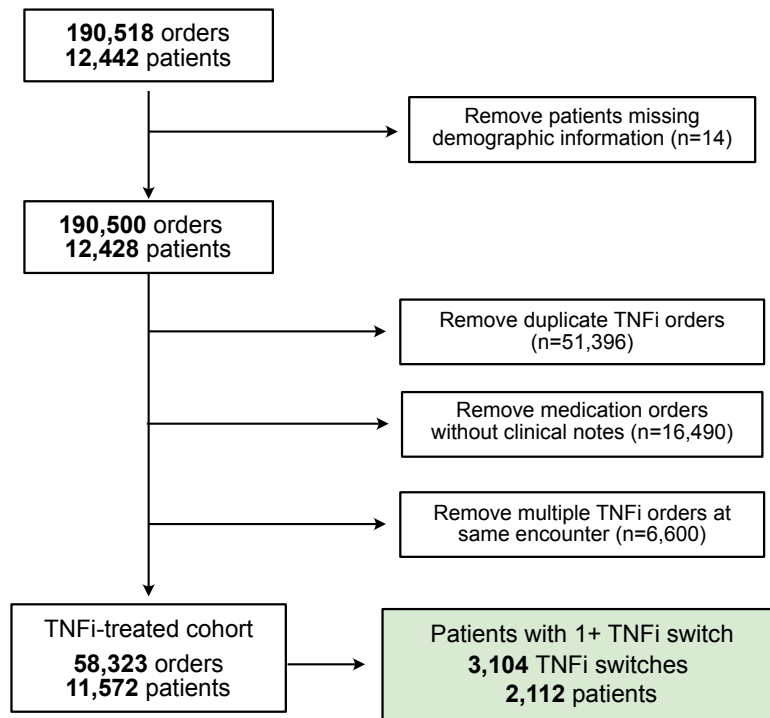 190,518 orders
12,442 patients
Remove patients missing
demographic information (n=14)
190,500 orders
12,428 patients
Remove duplicate TNFi orders
(n=51,396)
Remove medication orders
without clinical notes (n=16,490)
Remove multiple TNFi orders at
same encounter (n=6,600)
TNFi-treated cohort
58,323 orders
11,572 patients
Patients with 1+ TNFi switch
3,104 TNFi switches
2,112 patients